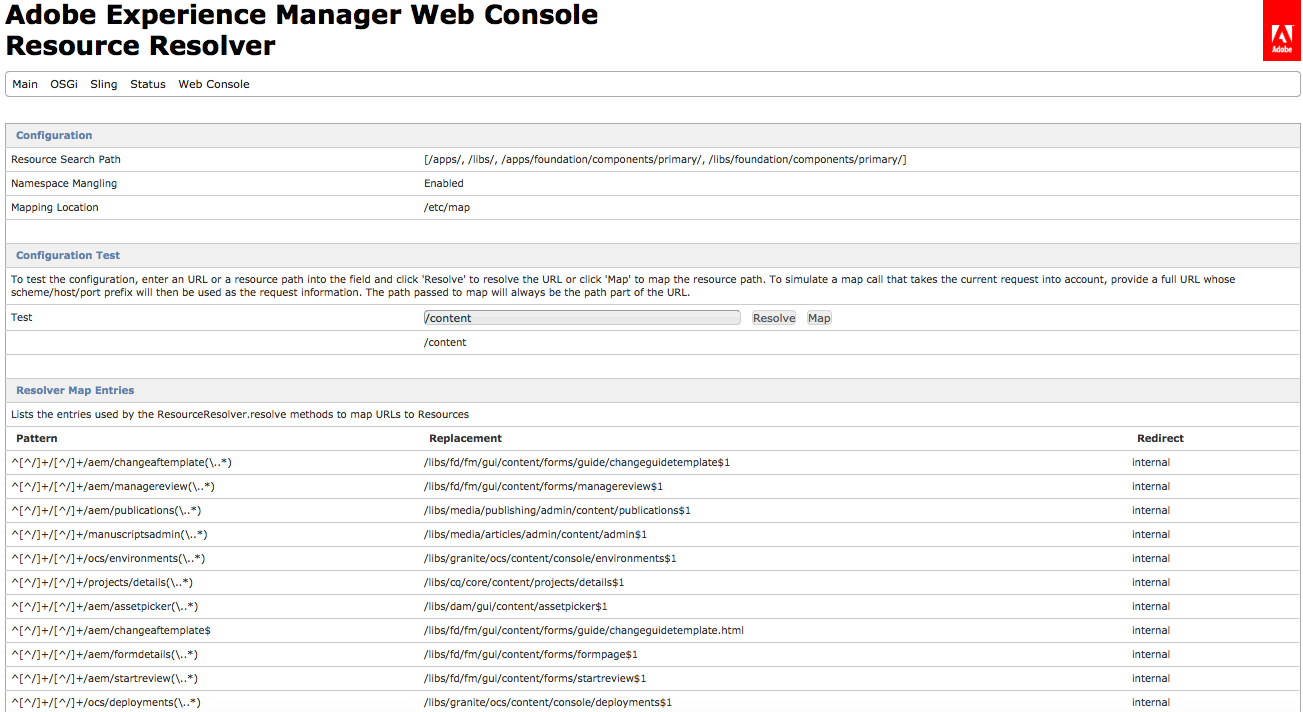 Adobe Experience Manager Web Console
Resource Resolver
Adobe
Main OSGi Sling Status Web Console
Configuration
Resource Search Path [/apps/, /libs/, /apps/foundation/components/primary/, /libs/foundation/components/primary/]
Namespace Mangling Enabled
Mapping Location /etc/map
Configuration Test
To test the configuration, enter an URL or a resource path into the field and click 'Resolve' to resolve the URL or click 'Map' to map the resource path. To simulate a map call that takes the current request into account, provide a full URL whose
scheme/host/port prefix will then be used as the request information. The path passed to map will always be the path part of the URL.
Test /content Resolve Map
/content
Resolver Map Entries
Lists the entries used by the ResourceResolver.resolve methods to map URLs to Resources
Pattern Replacement Redirect
^[^/]+/[^/]+/aem/changeaftemplate(\..*) /libs/fd/fm/gui/content/forms/guide/changeguidetemplate$1 internal
^[^/]+/[^/]+/aem/managereview(\..*) /libs/fd/fm/gui/content/forms/managereview$1 internal
^[^/]+/[^/]+/aem/publications(\..*) /libs/media/publishing/admin/content/publications$1 internal
^[^/]+/[^/]+/manuscriptsadmin(\..*) /libs/media/articles/admin/content/admin$1 internal
^[^/]+/[^/]+/ocs/environments(\..*) /libs/granite/ocs/content/console/environments$1 internal
^[^/]+/[^/]+/projects/details(\..*) /libs/cq/core/content/projects/details$1 internal
^[^/]+/[^/]+/aem/assetpicker(\..*) /libs/dam/gui/content/assetpicker$1 internal
^[^/]+/[^/]+/aem/changeaftemplate$ /libs/fd/fm/gui/content/forms/guide/changeguidetemplate.html internal
^[^/]+/[^/]+/aem/formdetails(\..*) /libs/fd/fm/gui/content/forms/formpage$1 internal
^[^/]+/[^/]+/aem/startreview(\..*) /libs/fd/fm/gui/content/forms/startreview$1 internal
^[^/]+/[^/]+/ocs/deployments(\..*) /libs/granite/ocs/content/console/deployments$1 internal